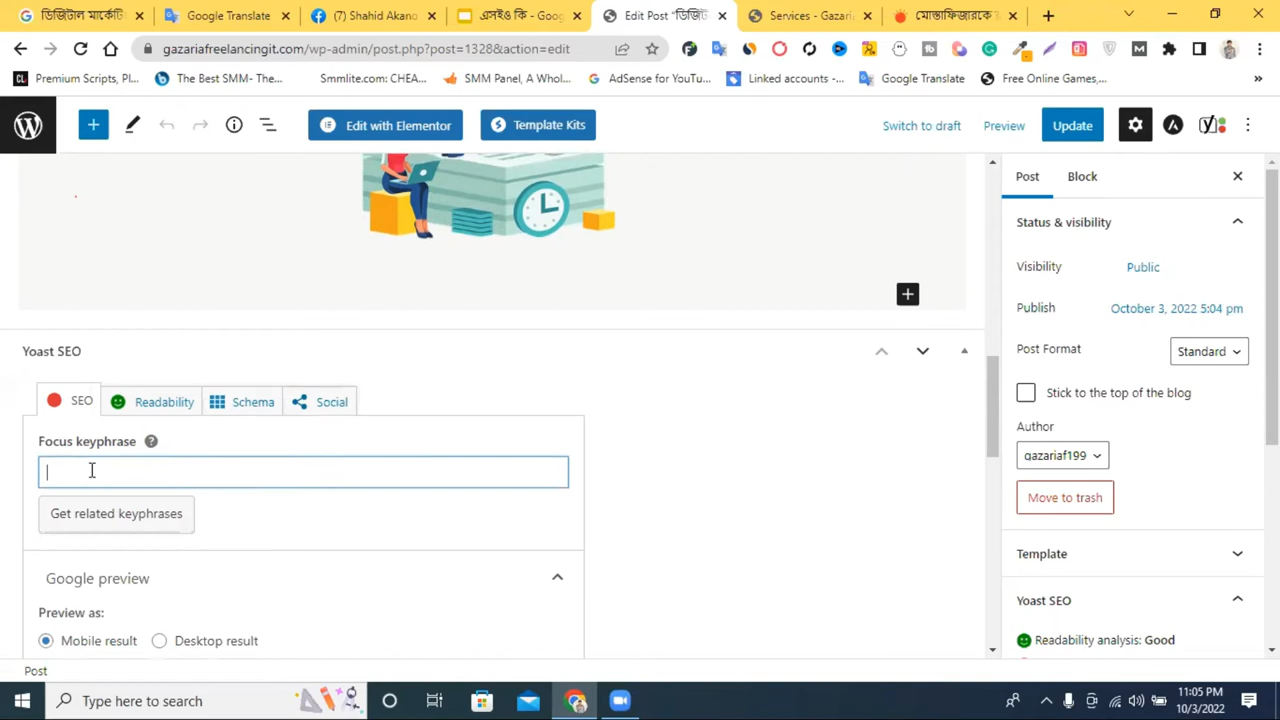 ডিজিটাল মার্কেটি
Google Translate
(7) Shahid Akano
এসইও কি - Goog
Edit Post "ডিজিট
Services - Gazaria
মোস্তাফিজারকে
gazariafreelancingit.com/wp-admin/post.php?post=1328&action=edit
Premium Scripts, Pl...
The Best SMM- The...
Smmlite.com: CHEA...
SMM Panel, A Whol...
AdSense for YouTu...
Linked accounts -...
Google Translate
Free Online Games,...
»
Edit with Elementor
Template Kits
Switch to draft
Preview
Update
Post
Block
Status & visibility
Visibility
Public
Publish
October 3, 2022 5:04 pm
Post Format
Standard
Stick to the top of the blog
Author
gazariaf199
Move to trash
Template
Yoast SEO
Readability analysis: Good
Yoast SEO
SEO
Readability
Schema
Social
Focus keyphrase
Get related keyphrases
Google preview
Preview as:
Mobile result
Desktop result
Post
Type here to search
11:05 PM
10/3/2022